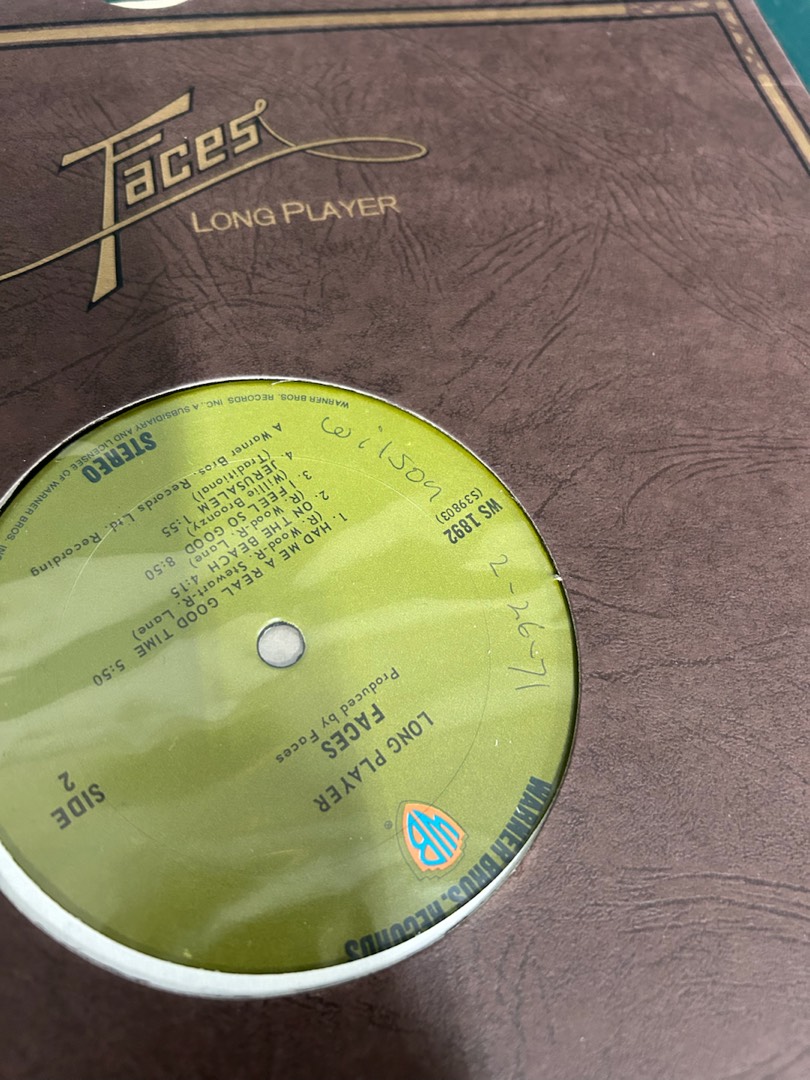 Faces
LONG PLAYER
WARNER BROS. RECORDS
WB
®
LONG PLAYER
FACES
Produced by Faces
SIDE
2
2-26-71
WS 1892
(S39803)
wilson
1. HAD ME A REAL GOOD TIME 5:50
(R. Wood-R. Stewart-R. Lane)
2. ON THE BEACH 4:15
(R. Wood-R. Lane)
3. I FEEL SO GOOD 8:50
(Willie Broonzy)
4. JERUSALEM 1:55
(Traditional)
A Warner Bros. Records Ltd. Recording
STEREO
WARNER BROS. RECORDS INC., A SUBSIDIARY AND LICENSEE OF WARNER BROS. IN